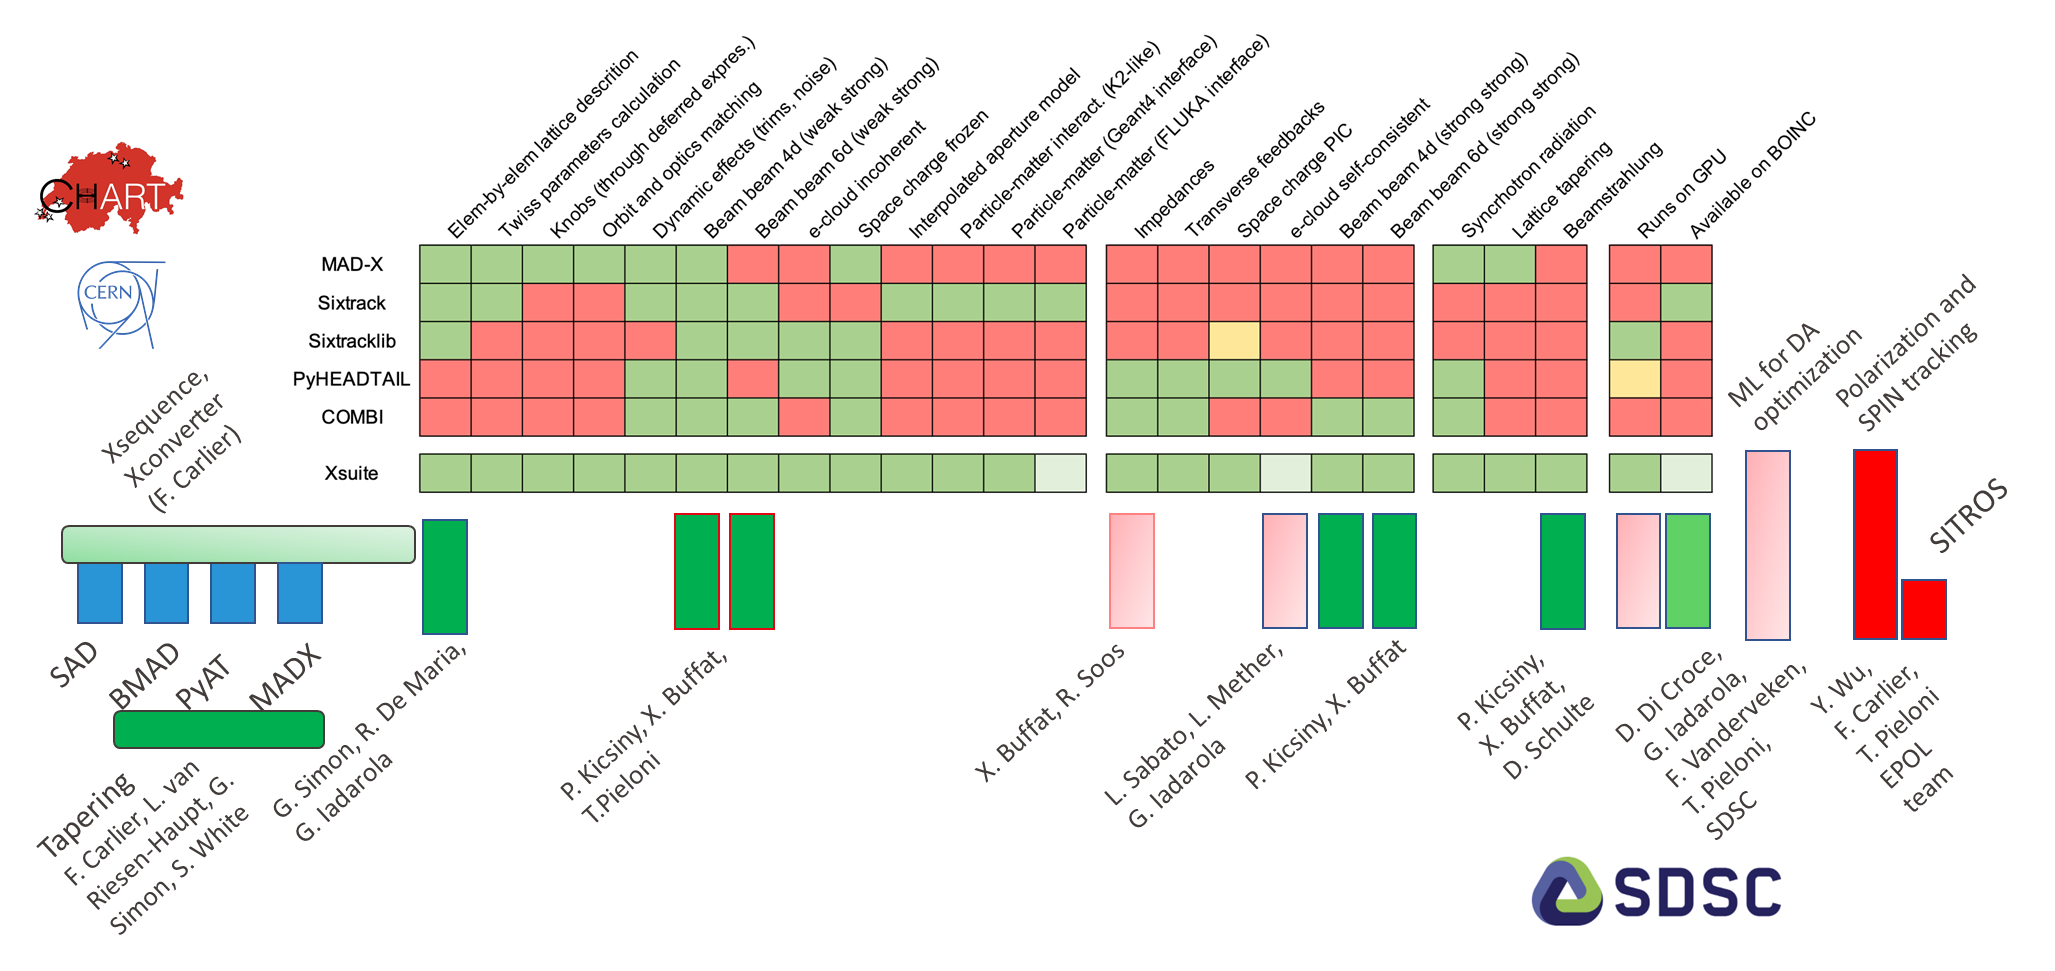 Elem-by-elem lattice descrition
Twiss parameters calculation
Knobs (through deferred expres.)
Orbit and optics matching
Dynamic effects (trims, noise)
Beam beam 4d (weak strong)
Beam beam 6d (weak strong)
e-cloud incoherent
Space charge frozen
Interpolated aperture model
Particle-matter interact. (K2-like)
Particle-matter (Geant4 interface)
Particle-matter (FLUKA interface)
Impedances
Transverse feedbacks
Space charge PIC
e-cloud self-consistent
Beam beam 4d (strong strong)
Beam beam 6d (strong strong)
Syncrhotron radiation
Lattice tapering
Beamstrahlung
Runs on GPU
Available on BOINC
CHART
CERN
MAD-X
Sixtrack
Sixtracklib
PyHEADTAIL
COMBI
Xsuite
Xsequence,
Xconverter
(F. Carlier)
ML for DA
optimization
Polarization and
SPIN tracking
SITROS
SAD
BMAD
PyAT
MADX
Tapering
F. Carlier, L. van
Riesen-Haupt, G.
Simon, S. White
G. Simon, R. De Maria,
G. Iadarola
P. Kicsiny, X. Buffat,
T.Pieloni
X. Buffat, R. Soos
L. Sabato, L. Mether,
G. Iadarola
P. Kicsiny, X. Buffat
P. Kicsiny,
X. Buffat,
D. Schulte
D. Di Croce,
G. Iadarola,
F. Vanderveken,
T. Pieloni,
SDSC
Y. Wu,
F. Carlier,
T. Pieloni
EPOL
team
SDSC